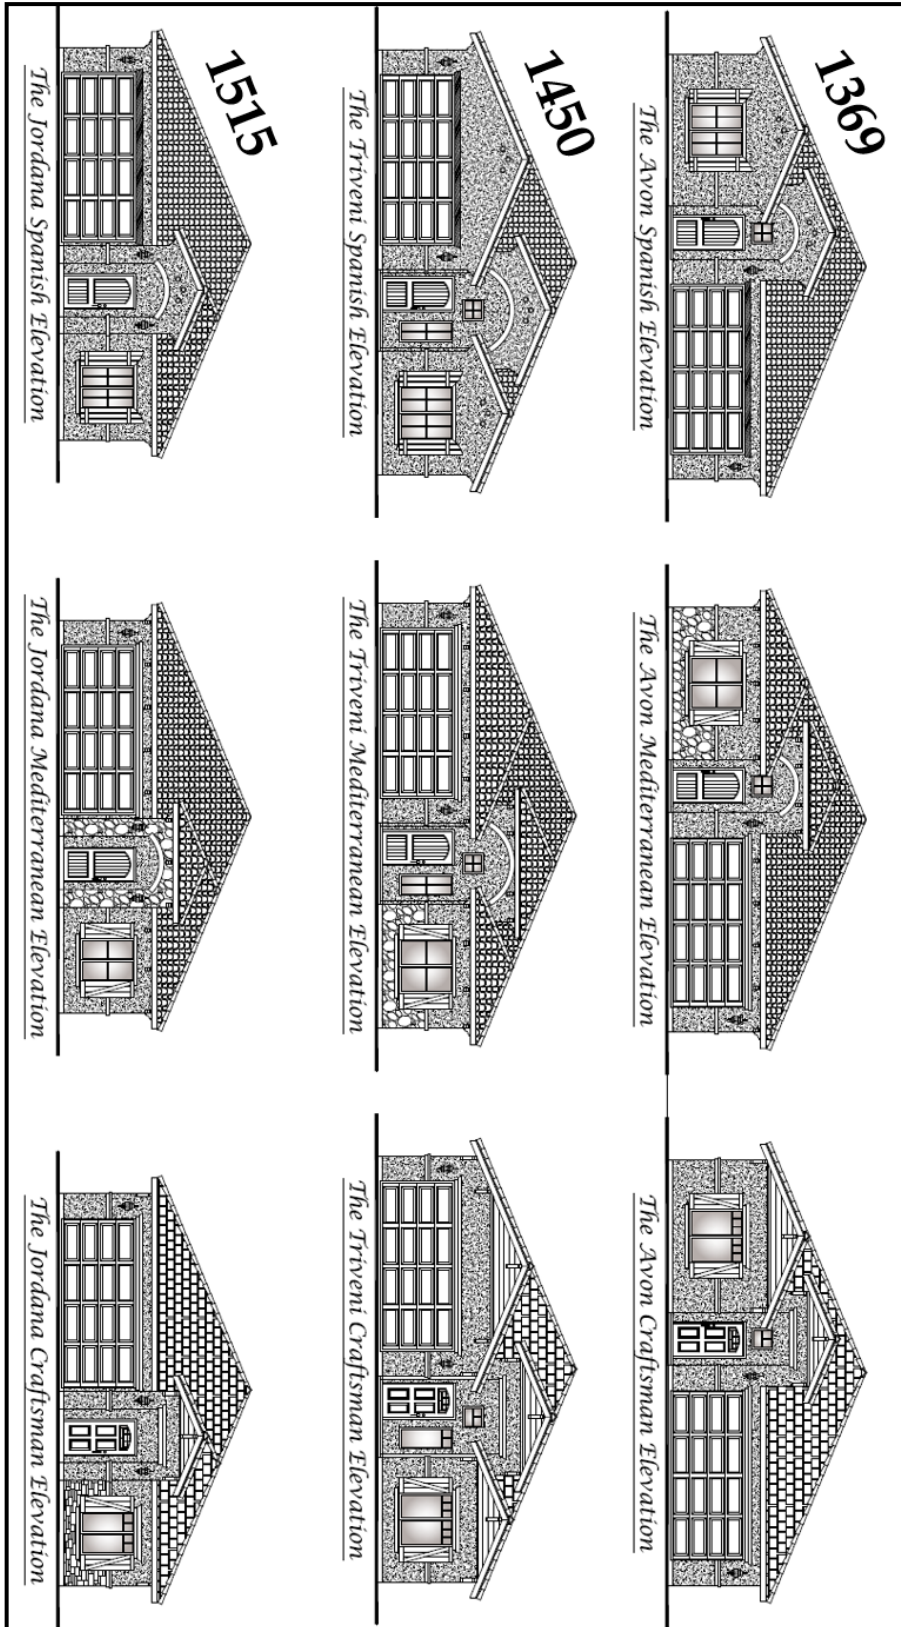 1369
The Avon Spanish Elevation
The Avon Mediterranean Elevation
The Avon Craftsman Elevation
1450
The Triveni Spanish Elevation
The Triveni Mediterranean Elevation
The Triveni Craftsman Elevation
1515
The Jordana Spanish Elevation
The Jordana Mediterranean Elevation
The Jordana Craftsman Elevation